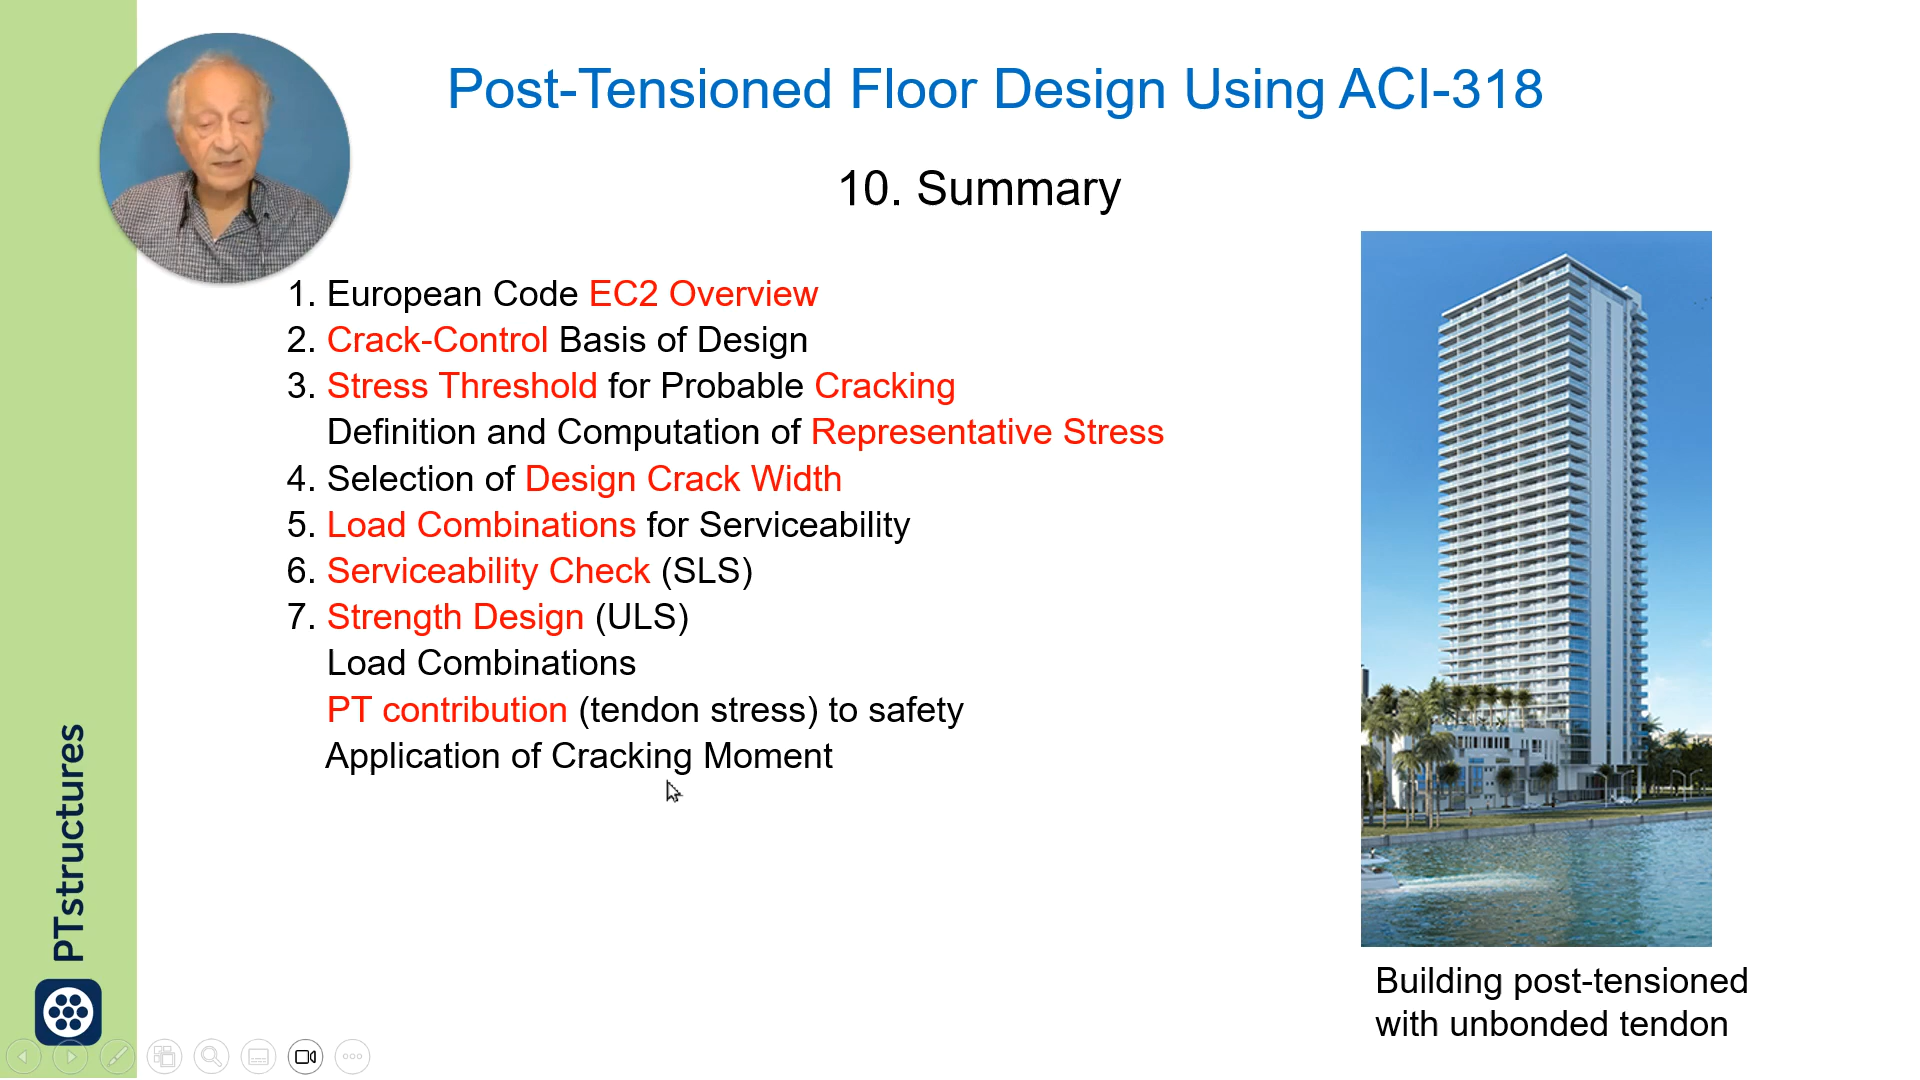 Post-Tensioned Floor Design Using ACI-318
10. Summary
1. European Code EC2 Overview
2. Crack-Control Basis of Design
3. Stress Threshold for Probable Cracking
Definition and Computation of Representative Stress
4. Selection of Design Crack Width
5. Load Combinations for Serviceability
6. Serviceability Check (SLS)
7. Strength Design (ULS)
Load Combinations
PT contribution (tendon stress) to safety
Application of Cracking Moment
Building post-tensioned
with unbonded tendon
PTstructures